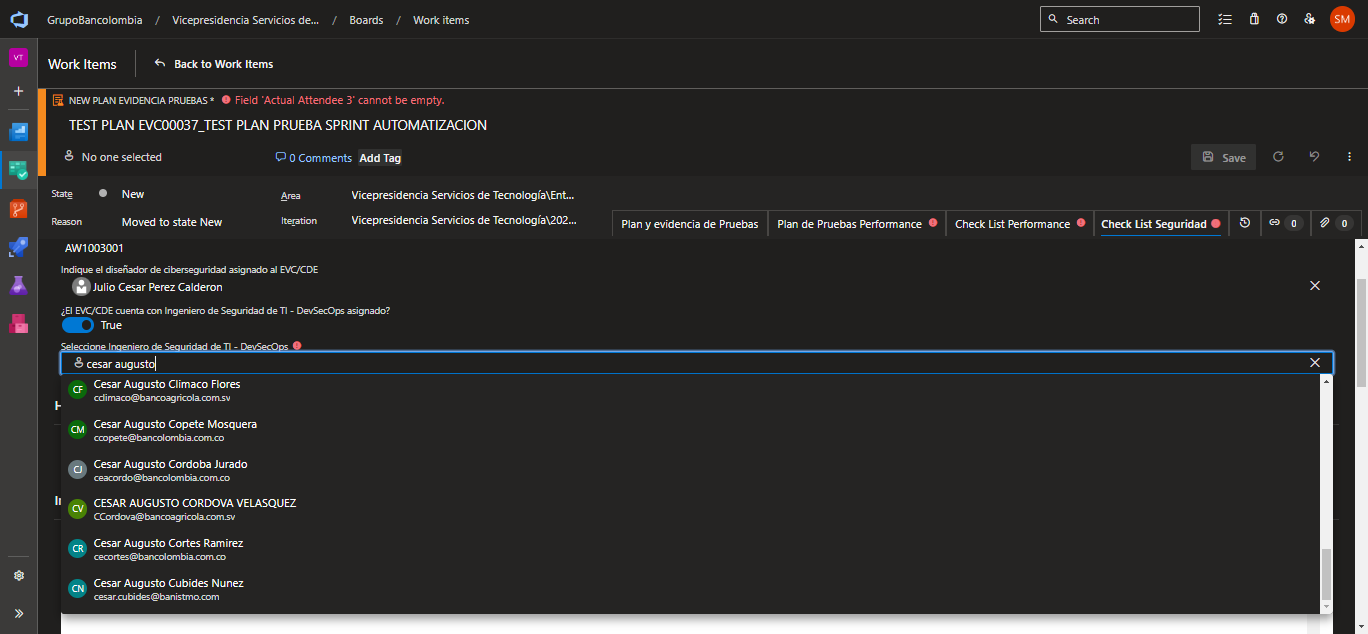 GrupoBancolombia / Vicepresidencia Servicios de... / Boards / Work items
Search
SM
VT
Work Items
Back to Work Items
NEW PLAN EVIDENCIA PRUEBAS * Field 'Actual Attendee 3' cannot be empty.
TEST PLAN EVC00037_TEST PLAN PRUEBA SPRINT AUTOMATIZACION
No one selected
0 Comments
Add Tag
Save
State
New
Area
Vicepresidencia Servicios de Tecnología\Ent...
Reason
Moved to state New
Iteration
Vicepresidencia Servicios de Tecnología\202...
Plan y evidencia de Pruebas
Plan de Pruebas Performance
Check List Performance
Check List Seguridad
0
0
AW1003001
Indique el diseñador de ciberseguridad asignado al EVC/CDE
Julio Cesar Perez Calderon
¿El EVC/CDE cuenta con Ingeniero de Seguridad de TI - DevSecOps asignado?
True
Seleccione Ingeniero de Seguridad de TI - DevSecOps
cesar augusto
CF
Cesar Augusto Climaco Flores
cclimaco@bancoagricola.com.sv
CM
Cesar Augusto Copete Mosquera
ccopete@bancolombia.com.co
CJ
Cesar Augusto Cordoba Jurado
ceacordo@bancolombia.com.co
CV
CESAR AUGUSTO CORDOVA VELASQUEZ
CCordova@bancoagricola.com.sv
CR
Cesar Augusto Cortes Ramirez
cecortes@bancolombia.com.co
CN
Cesar Augusto Cubides Nunez
cesar.cubides@banistmo.com